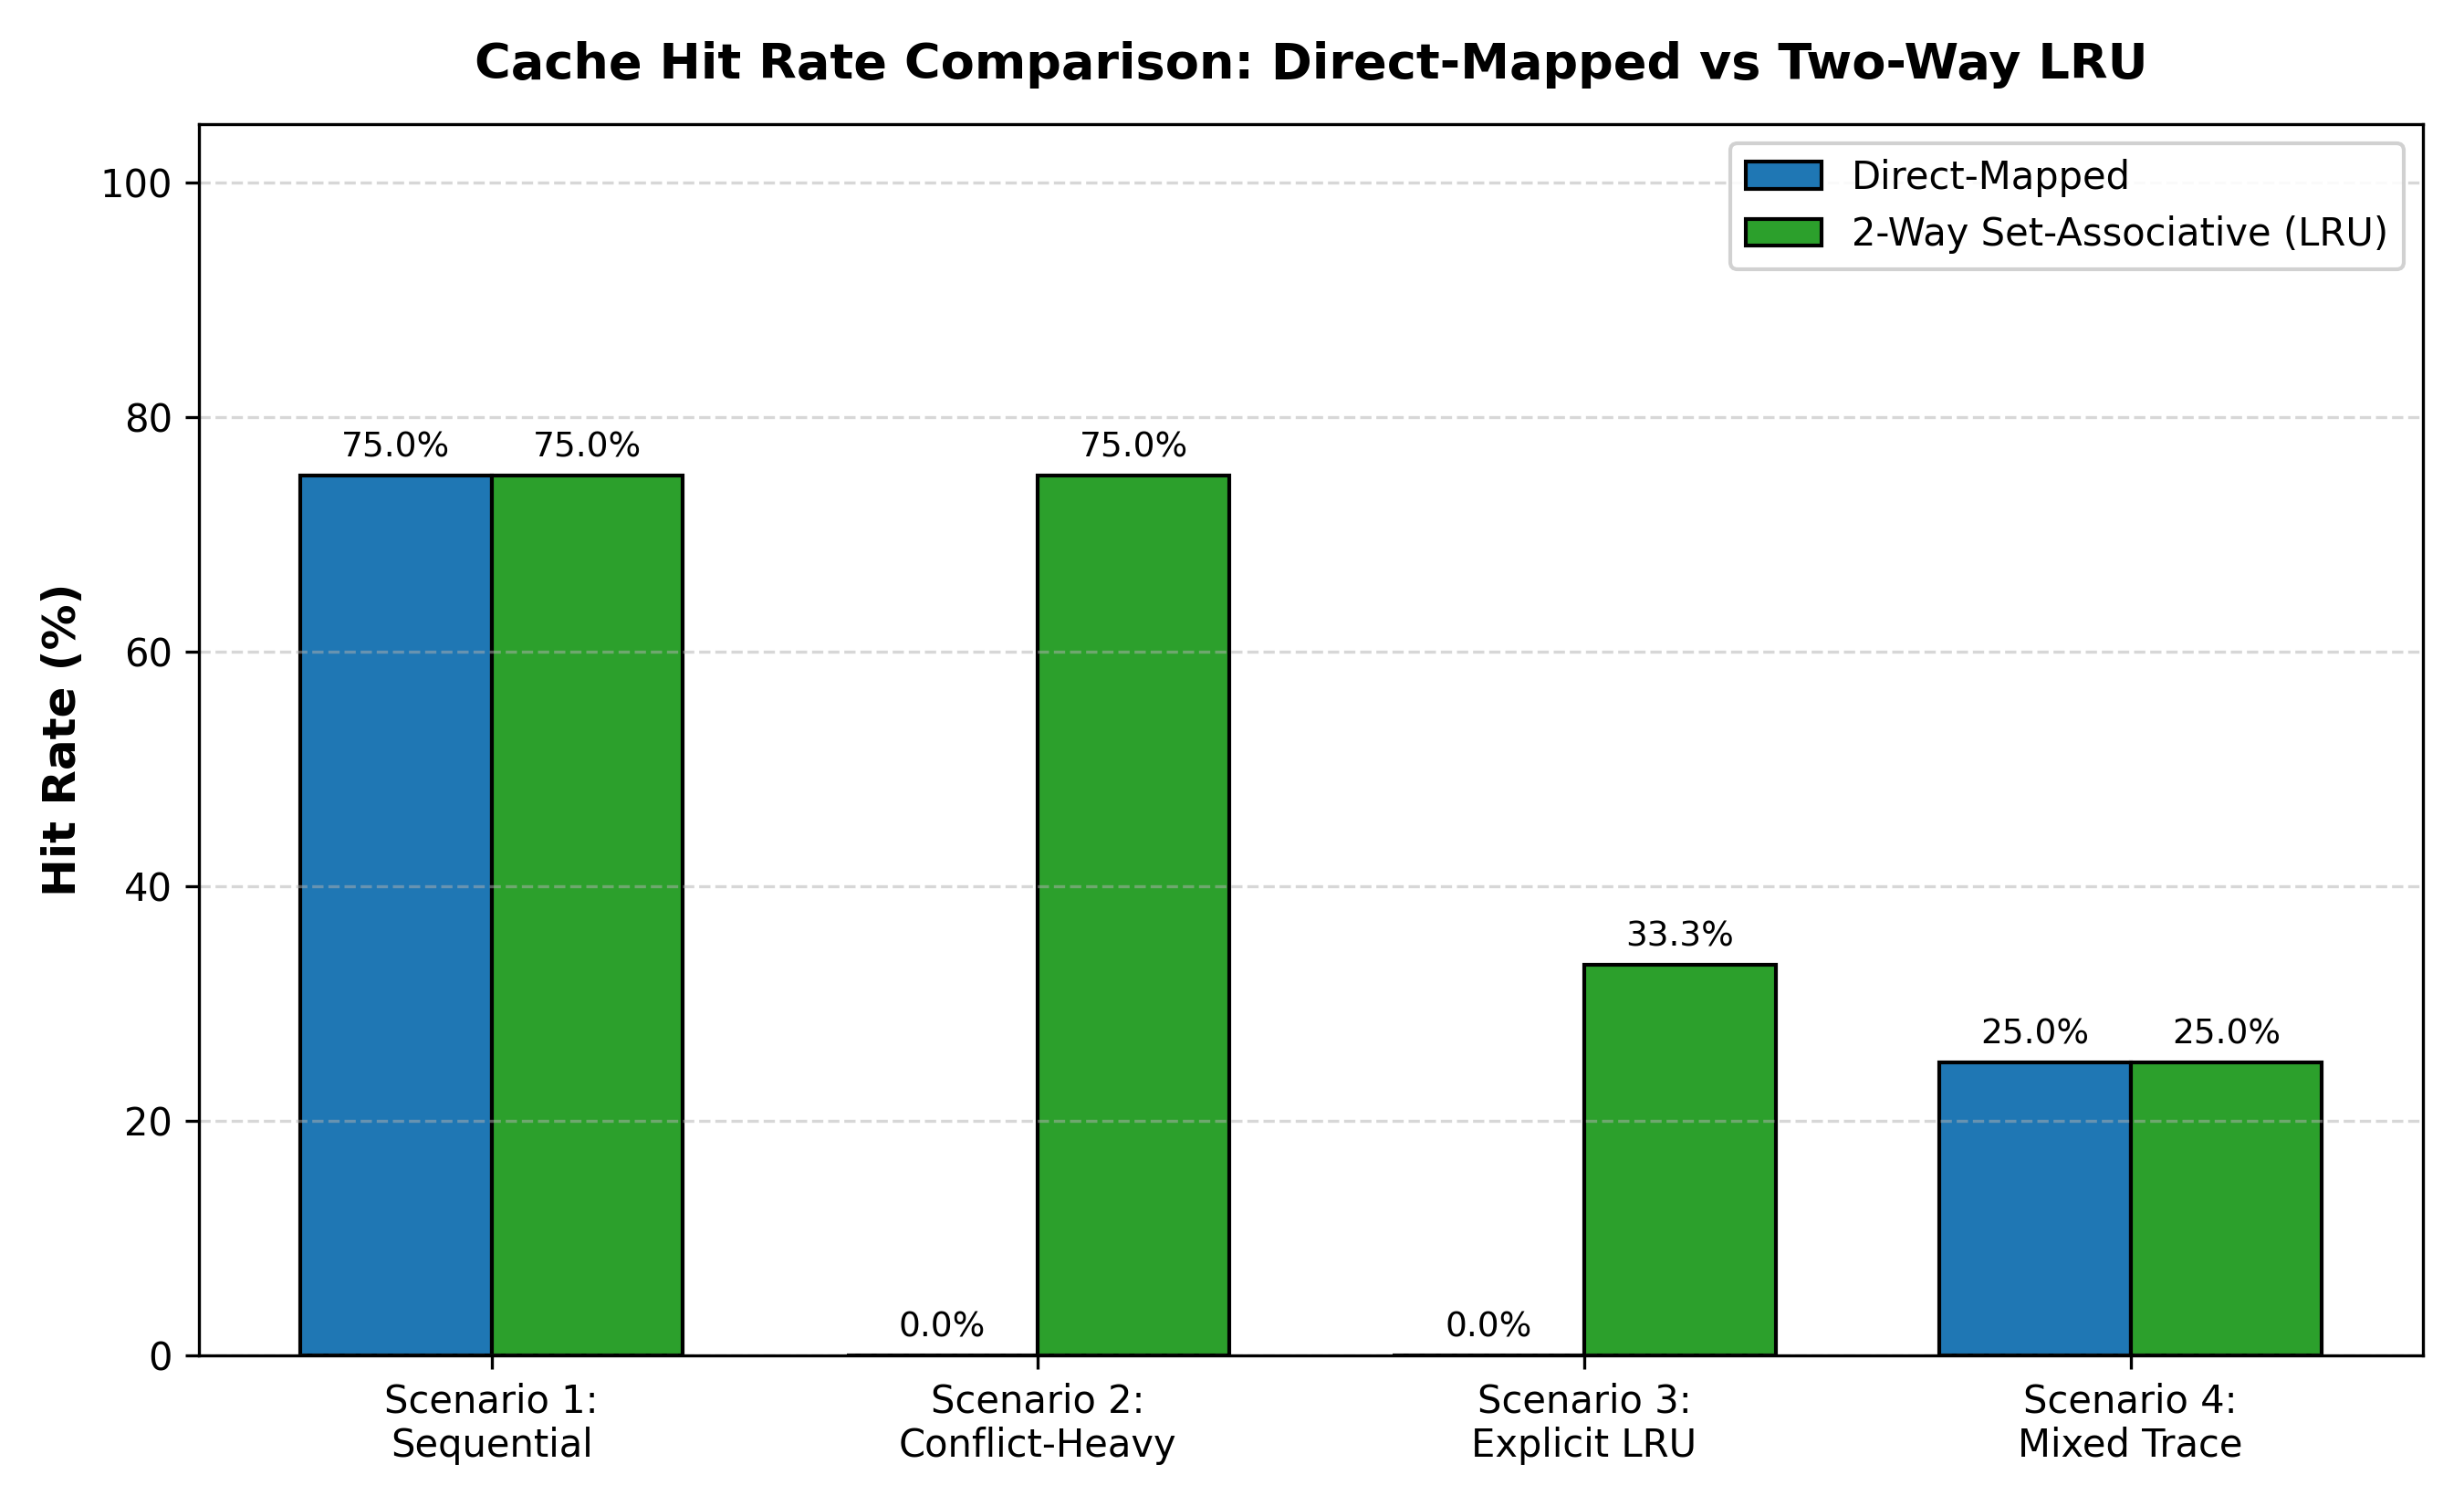 Cache Hit Rate Comparison: Direct-Mapped vs Two-Way LRU
Direct-Mapped
2-Way Set-Associative (LRU)
Hit Rate (%)
100
80
60
40
20
0
75.0%
75.0%
0.0%
75.0%
0.0%
33.3%
25.0%
25.0%
Scenario 1:
Sequential
Scenario 2:
Conflict-Heavy
Scenario 3:
Explicit LRU
Scenario 4:
Mixed Trace